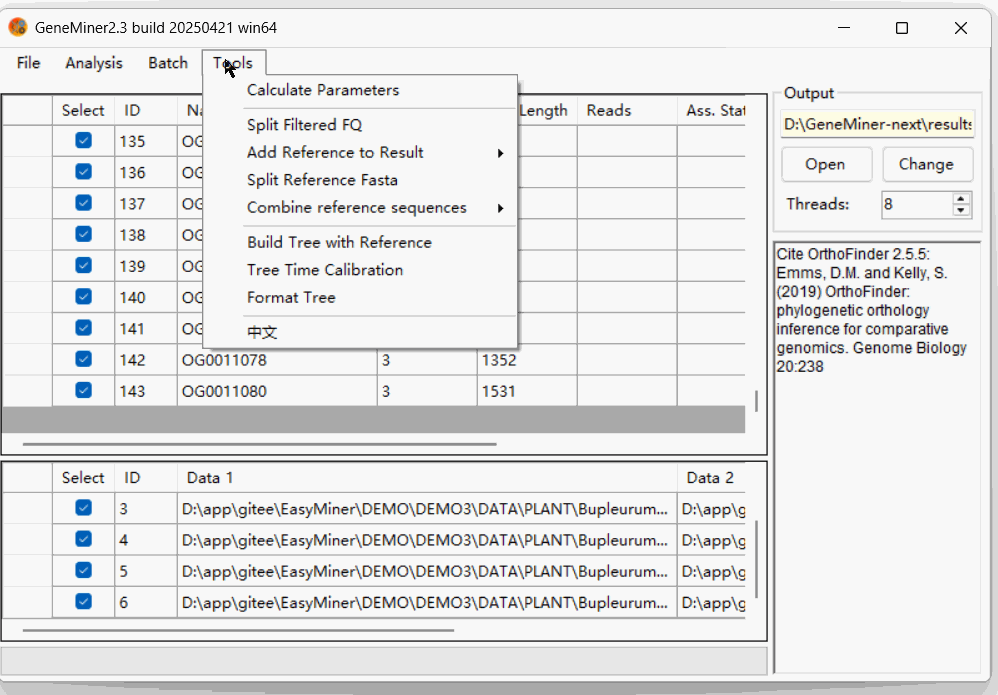 GeneMiner2.3 build 20250421 win64
File Analysis Batch Tools
Calculate Parameters
Split Filtered FQ
Add Reference to Result
Split Reference Fasta
Combine reference sequences
Build Tree with Reference
Tree Time Calibration
Format Tree
中文
Select ID Length Reads Ass. Stat
135 OG
136 OG
137 OG
138 OG
139 OG
140 OG
141 OG
142 OG0011078 3 1352
143 OG0011080 3 1531
Select ID Data 1 Data 2
3 D:\app\gitee\EasyMiner\DEMO\DEMO3\DATA\PLANT\Bupleurum... D:\app\g
4 D:\app\gitee\EasyMiner\DEMO\DEMO3\DATA\PLANT\Bupleurum... D:\app\g
5 D:\app\gitee\EasyMiner\DEMO\DEMO3\DATA\PLANT\Bupleurum... D:\app\g
6 D:\app\gitee\EasyMiner\DEMO\DEMO3\DATA\PLANT\Bupleurum... D:\app\g
Output
D:\GeneMiner-next\results
Open Change
Threads: 8
Cite OrthoFinder 2.5.5:
Emms, D.M. and Kelly, S.
(2019) OrthoFinder:
phylogenetic orthology
inference for comparative
genomics. Genome Biology
20:238